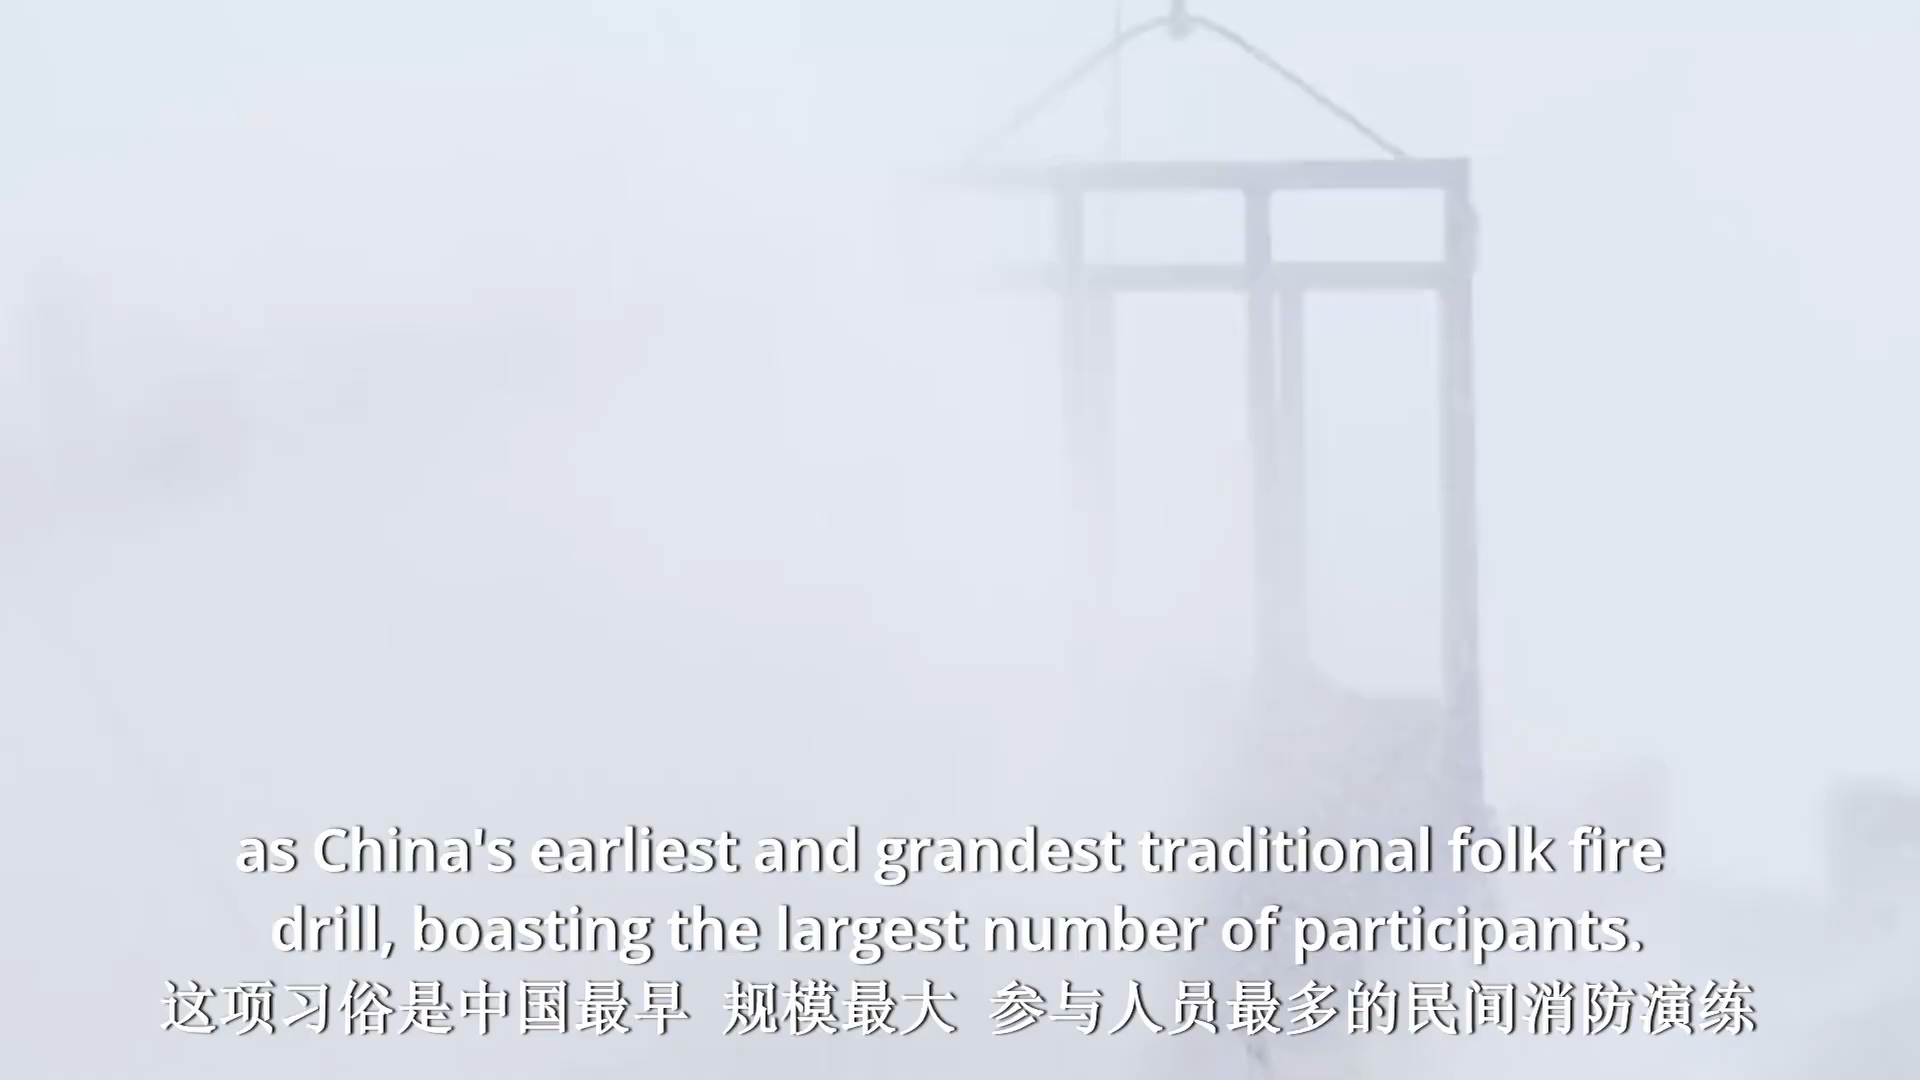 as China's earliest and grandest traditional folk fire
drill, boasting the largest number of participants.
这项习俗是中国最早 规模最大 参与人员最多的民间消防演练